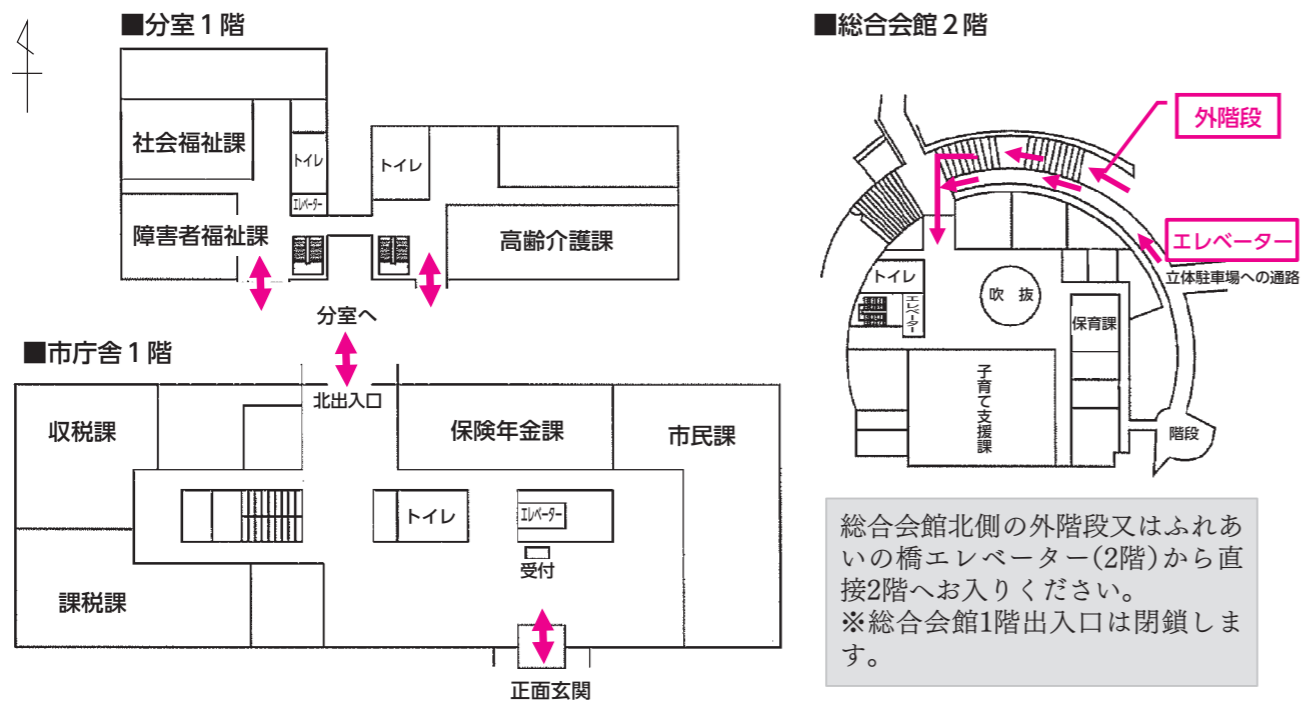 ■分室1階
社会福祉課
トイレ
トイレ
エレベーター
障害者福祉課
高齢介護課
分室へ
■市庁舎1階
北出入口
収税課
保険年金課
市民課
トイレ
エレベーター
受付
課税課
正面玄関
■総合会館2階
外階段
エレベーター
立体駐車場への通路
トイレ
エレベーター
吹 抜
保育課
子育て支援課
階段
総合会館北側の外階段又はふれあ
いの橋エレベーター(2階)から直
接2階へお入りください。
※総合会館1階出入口は閉鎖しま
す。